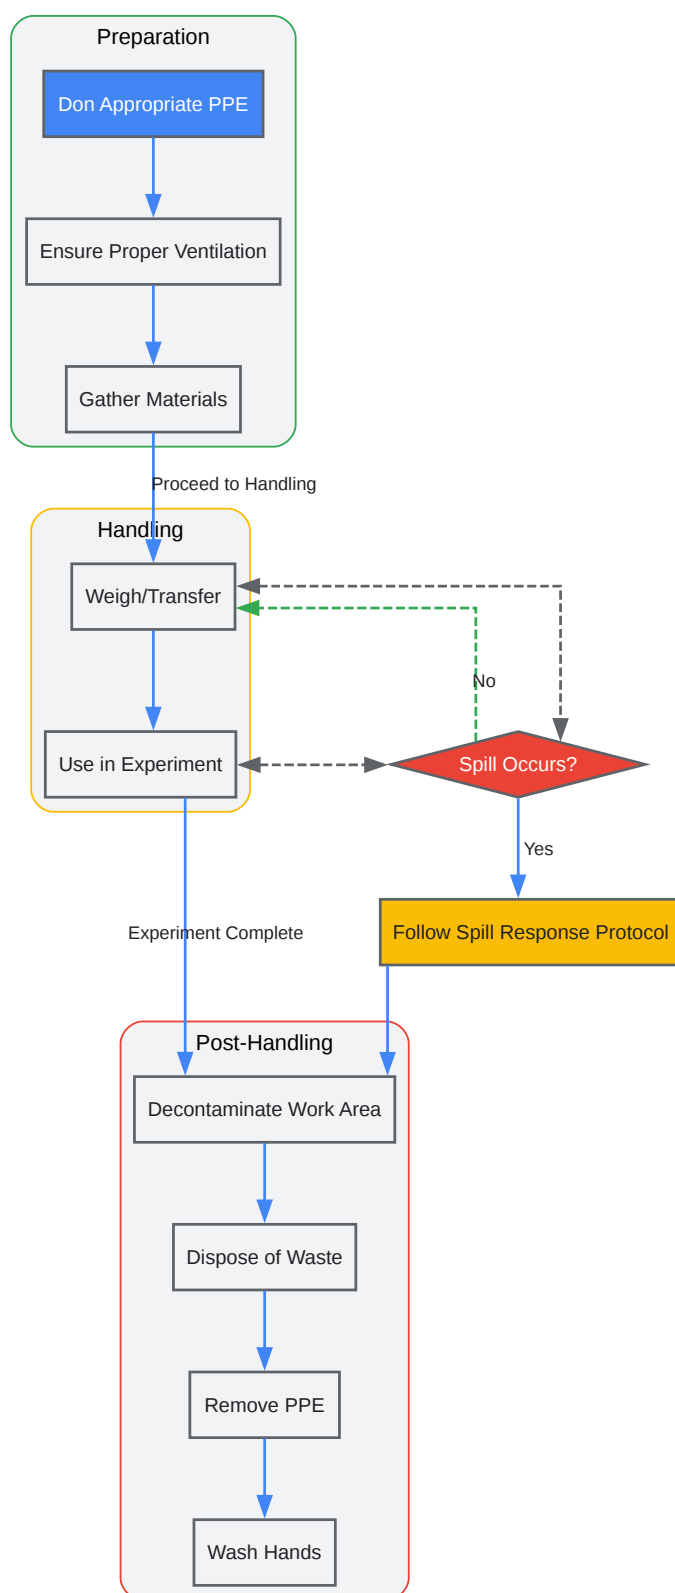 Preparation
Don Appropriate PPE
Ensure Proper Ventilation
Gather Materials
Proceed to Handling
Handling
Weigh/Transfer
No
Use in Experiment
Spill Occurs?
Yes
Experiment Complete
Follow Spill Response Protocol
Post-Handling
Decontaminate Work Area
Dispose of Waste
Remove PPE
Wash Hands